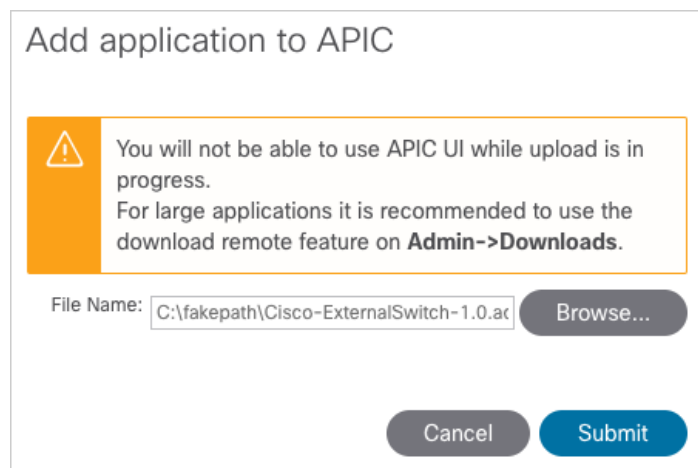 Add application to APIC
You will not be able to use APIC UI while upload is in
progress.
For large applications it is recommended to use the
download remote feature on Admin->Downloads.
File Name: C:\fakepath\Cisco-ExternalSwitch-1.0.ac Browse...
Cancel Submit